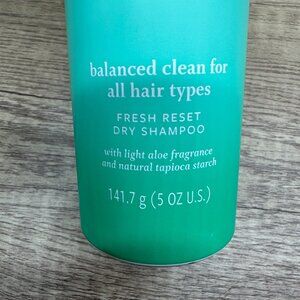 balanced clean for
all hair types
FRESH RESET
DRY SHAMPOO
with light aloe fragrance
and natural tapioca starch
141.7 g (5 OZ U.S.)